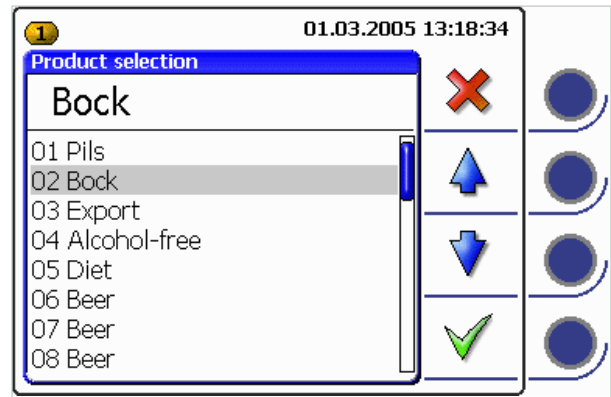 1
01.03.2005 13:18:34
Product selection
Bock
01 Pils
02 Bock
03 Export
04 Alcohol-free
05 Diet
06 Beer
07 Beer
08 Beer